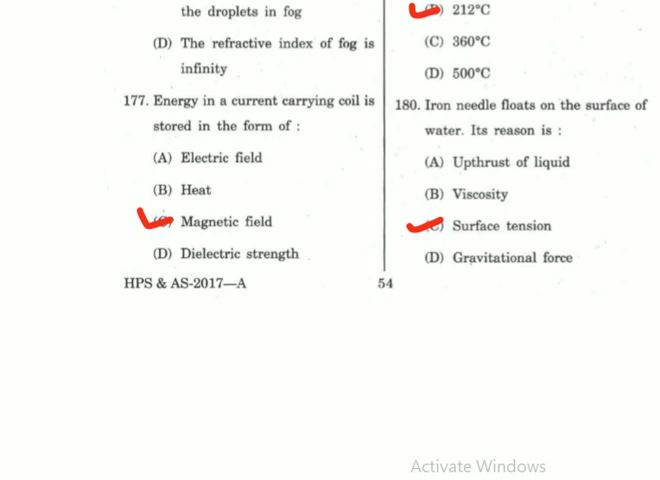 the droplets in fog
(D) The refractive index of fog is
infinity
177. Energy in a current carrying coil is
stored in the form of :
(A) Electric field
(B) Heat
(C) Magnetic field
(D) Dielectric strength
HPS & AS-2017—A
(B) 212°C
(C) 360°C
(D) 500°C
180. Iron needle floats on the surface of
water. Its reason is :
(A) Upthrust of liquid
(B) Viscosity
(C) Surface tension
(D) Gravitational force
54
Activate Windows